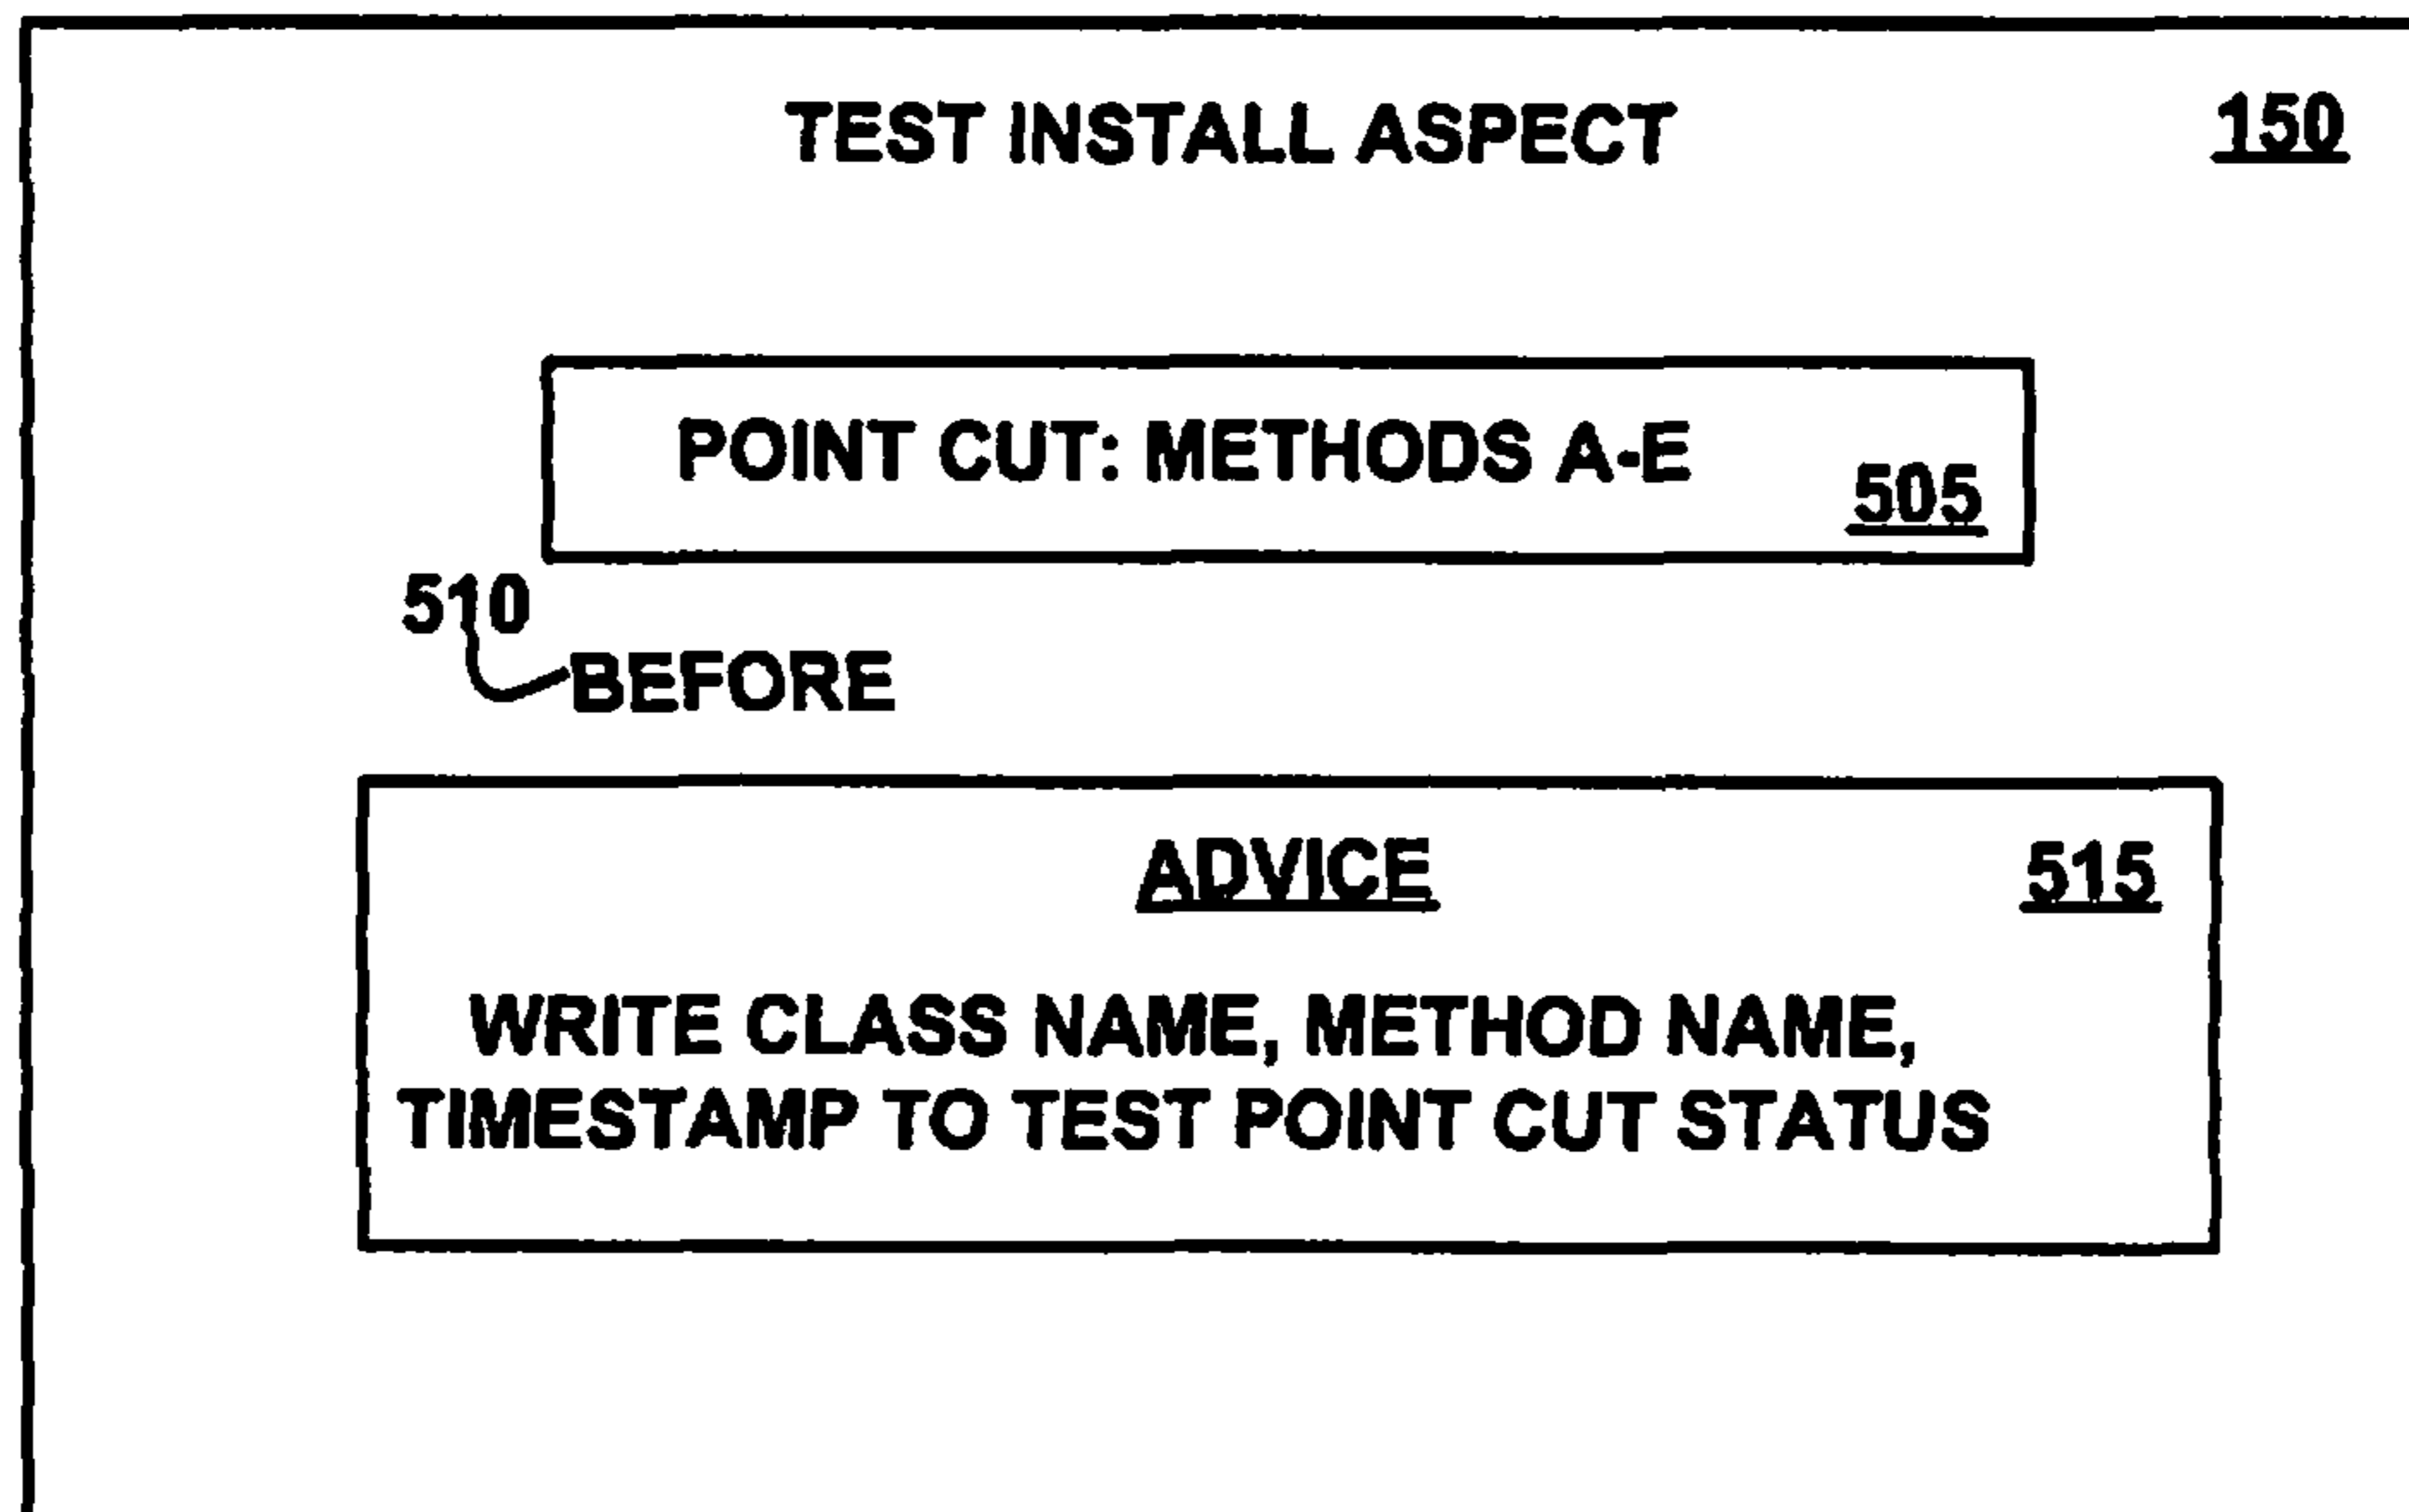 TEST INSTALL ASPECT 150
POINT CUT: METHODS A-E
505
510
BEFORE
ADVICE 515
WRITE CLASS NAME, METHOD NAME,
TIMESTAMP TO TEST POINT CUT STATUS